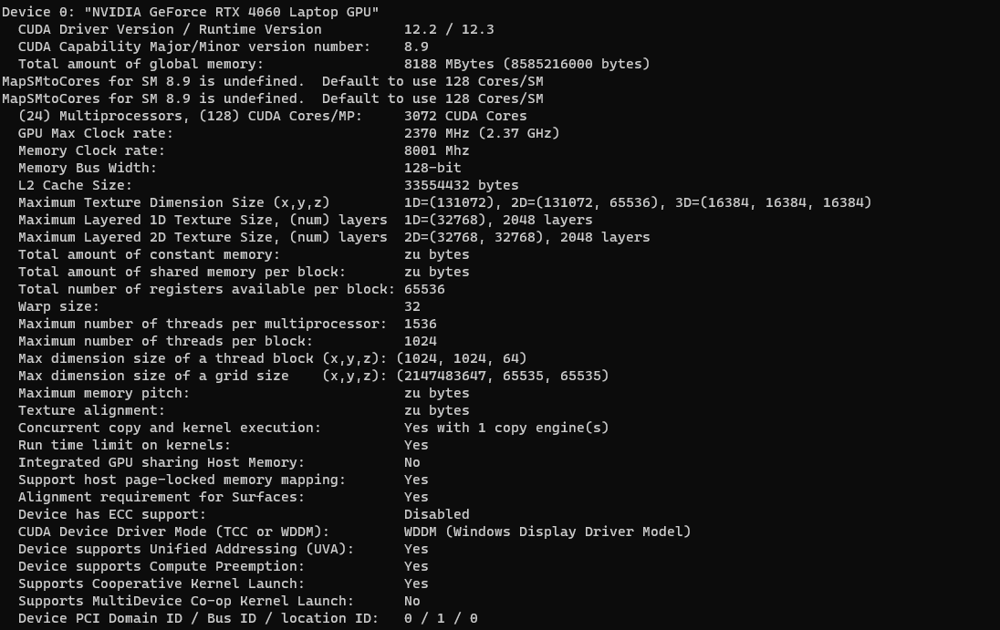 Device 0: "NVIDIA GeForce RTX 4060 Laptop GPU"
CUDA Driver Version / Runtime Version 12.2 / 12.3
CUDA Capability Major/Minor version number: 8.9
Total amount of global memory: 8188 MBytes (8585216000 bytes)
MapSMtoCores for SM 8.9 is undefined. Default to use 128 Cores/SM
MapSMtoCores for SM 8.9 is undefined. Default to use 128 Cores/SM
(24) Multiprocessors, (128) CUDA Cores/MP: 3072 CUDA Cores
GPU Max Clock rate: 2370 MHz (2.37 GHz)
Memory Clock rate: 8001 Mhz
Memory Bus Width: 128-bit
L2 Cache Size: 33554432 bytes
Maximum Texture Dimension Size (x,y,z) 1D=(131072), 2D=(131072, 65536), 3D=(16384, 16384, 16384)
Maximum Layered 1D Texture Size, (num) layers 1D=(32768), 2048 layers
Maximum Layered 2D Texture Size, (num) layers 2D=(32768, 32768), 2048 layers
Total amount of constant memory: zu bytes
Total amount of shared memory per block: zu bytes
Total number of registers available per block: 65536
Warp size: 32
Maximum number of threads per multiprocessor: 1536
Maximum number of threads per block: 1024
Max dimension size of a thread block (x,y,z): (1024, 1024, 64)
Max dimension size of a grid size (x,y,z): (2147483647, 65535, 65535)
Maximum memory pitch: zu bytes
Texture alignment: zu bytes
Concurrent copy and kernel execution: Yes with 1 copy engine(s)
Run time limit on kernels: Yes
Integrated GPU sharing Host Memory: No
Support host page-locked memory mapping: Yes
Alignment requirement for Surfaces: Yes
Device has ECC support: Disabled
CUDA Device Driver Mode (TCC or WDDM): WDDM (Windows Display Driver Model)
Device supports Unified Addressing (UVA): Yes
Device supports Compute Preemption: Yes
Supports Cooperative Kernel Launch: Yes
Supports MultiDevice Co-op Kernel Launch: No
Device PCI Domain ID / Bus ID / location ID: 0 / 1 / 0